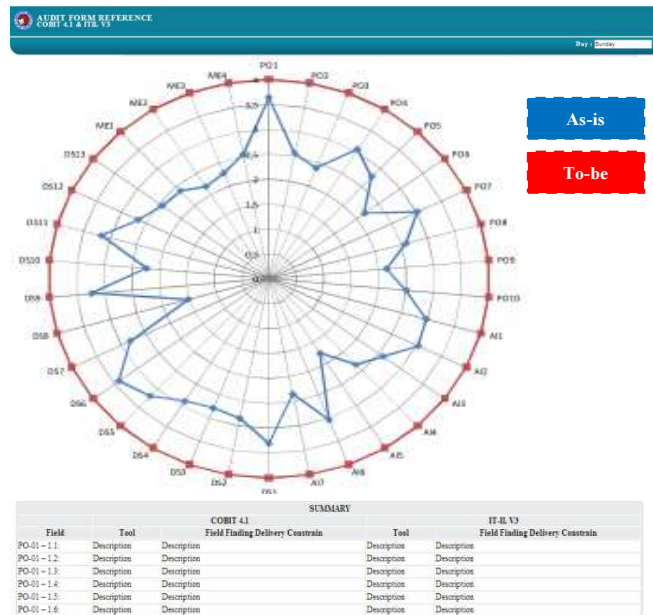 AUDIT FORM REFERENCE
COBIT 4.1 & ITIL V3
Day : Sunday
PO1
PO2
PO3
PO4
PO5
PO6
PO7
PO8
PO9
PO10
AI1
AI2
AI3
AI4
AI5
AI6
AI7
DS1
DS2
DS3
DS4
DS5
DS6
DS7
DS8
DS9
DS10
DS11
DS12
DS13
ME1
ME2
ME3
ME4
4
3,5
3
2,5
2
1,5
1
0,5
0
As-is
To-be
SUMMARY
COBIT 4.1 IT-IL V3
Field Tool Field Finding Delivery Constrain Tool Field Finding Delivery Constrain
PO-01 – 1.1: Description Description Description Description
PO-01 – 1.2: Description Description Description Description
PO-01 – 1.3: Description Description Description Description
PO-01 – 1.4: Description Description Description Description
PO-01 – 1.5: Description Description Description Description
PO-01 – 1.6: Description Description Description Description